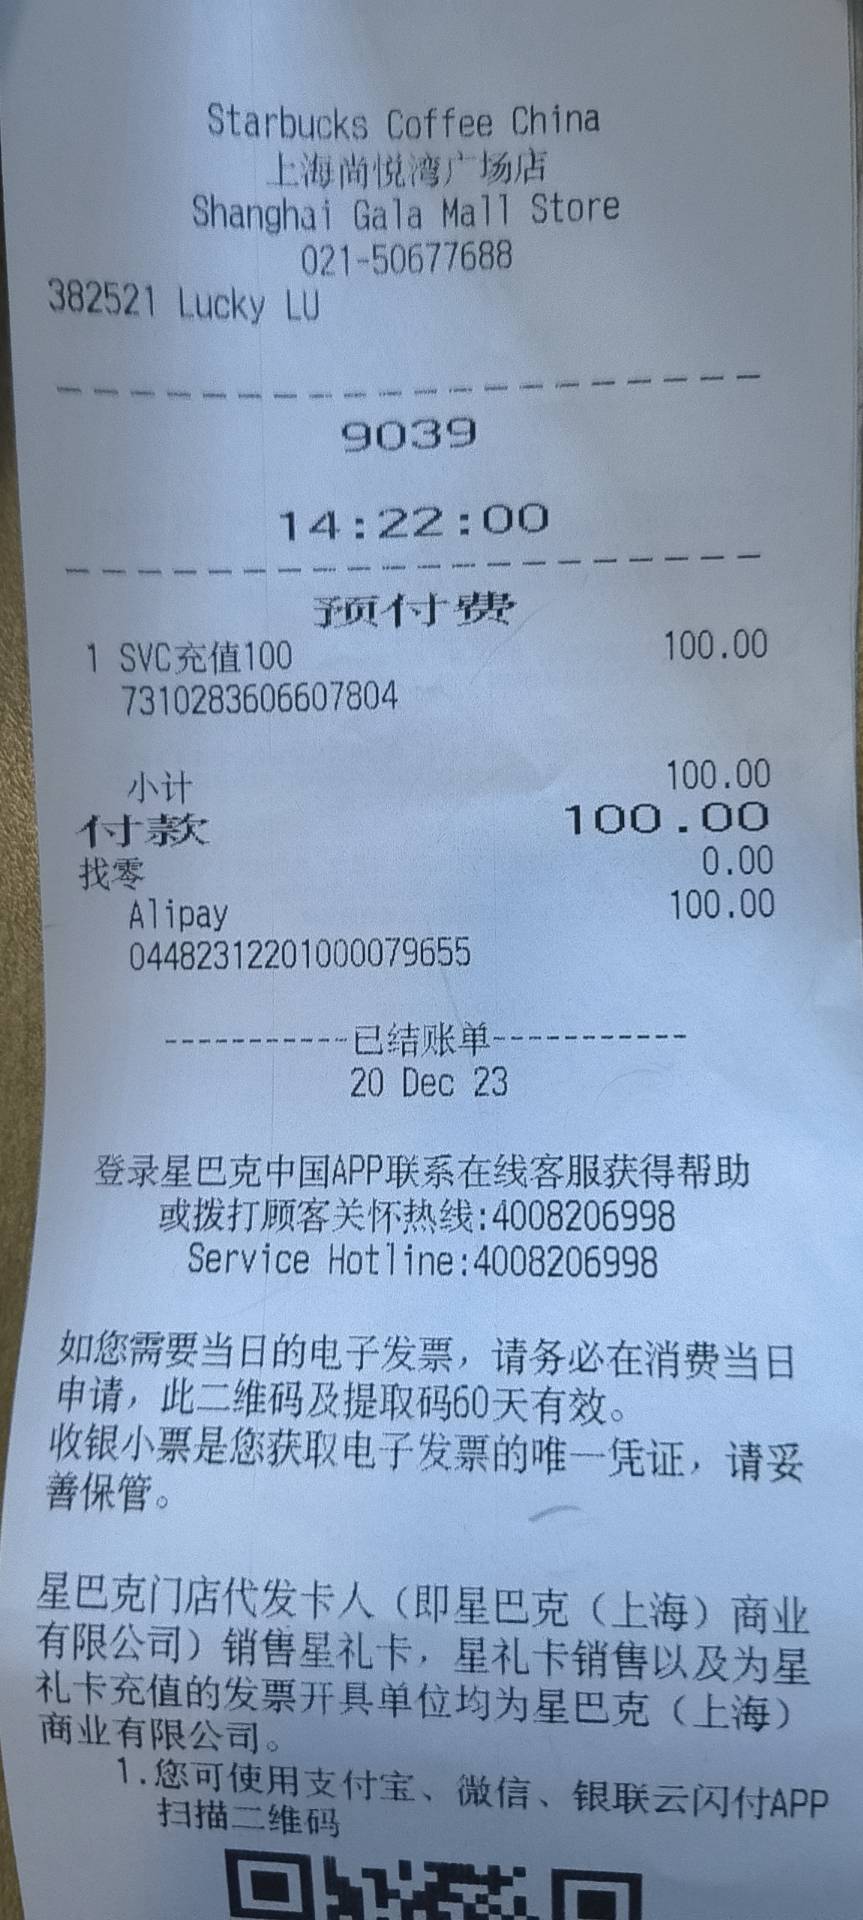 Starbucks Coffee China
上海尚悦湾广场店
Shanghai Gala Mall Store
021-50677688
382521 Lucky LU
9039
14:22:00
预付费
1 SVC充值100 100.00
7310283606607804
小计 100.00
付款 100.00
找零 0.00
Alipay 100.00
04482312201000079655
-----------已结账单-----------
20 Dec 23
登录星巴克中国APP联系在线客服获得帮助
或拨打顾客关怀热线:4008206998
Service Hotline:4008206998
如您需要当日的电子发票，请务必在消费当日
申请，此二维码及提取码60天有效。
收银小票是您获取电子发票的唯一凭证，请妥
善保管。
星巴克门店代发卡人（即星巴克（上海）商业
有限公司）销售星礼卡，星礼卡销售以及为星
礼卡充值的发票开具单位均为星巴克（上海）
商业有限公司。
1.您可使用支付宝、微信、银联云闪付APP
扫描二维码